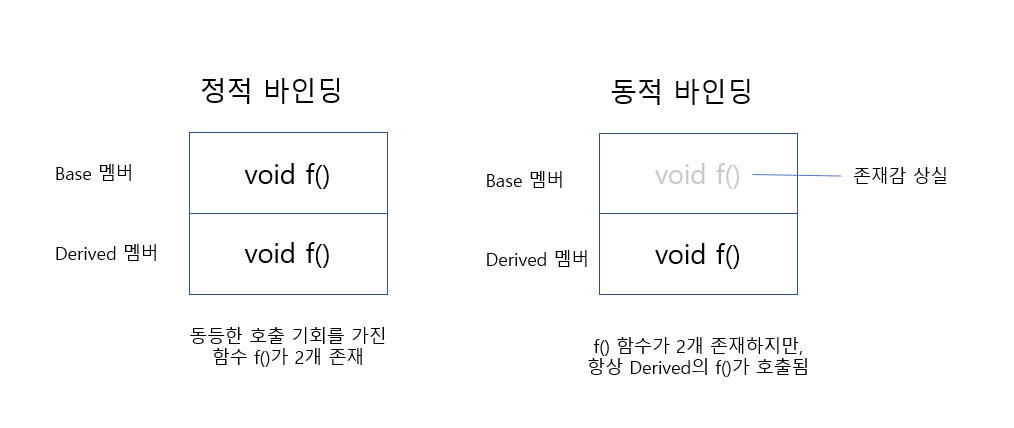 정적 바인딩
Base 멤버
void f()
Derived 멤버
void f()
동등한 호출 기회를 가진
함수 f()가 2개 존재
동적 바인딩
Base 멤버
void f()
존재감 상실
Derived 멤버
void f()
f() 함수가 2개 존재하지만,
항상 Derived의 f()가 호출됨